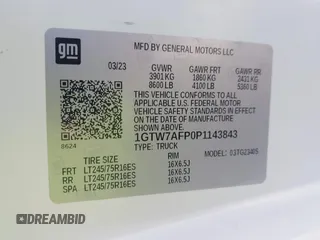 gm
MFD BY GENERAL MOTORS LLC
03/23 GVWR GAWR FRT GAWR RR
3901 KG 1860 KG 2431 KG
8600 LB 4100 LB 5360 LB
THIS VEHICLE CONFORMS TO ALL
APPLICABLE U.S. FEDERAL MOTOR
VEHICLE SAFETY STANDARDS IN
EFFECT ON THE DATE OF
MANUFACTURE SHOWN ABOVE.
1GTW7AFP0P1143843
8624 TYPE: TRUCK MODEL:
RIM
FRT LT245/75R16ES 16X6.5J
RR LT245/75R16ES 16X6.5J
SPA LT245/75R16ES 16X6.5J
DREAMBID